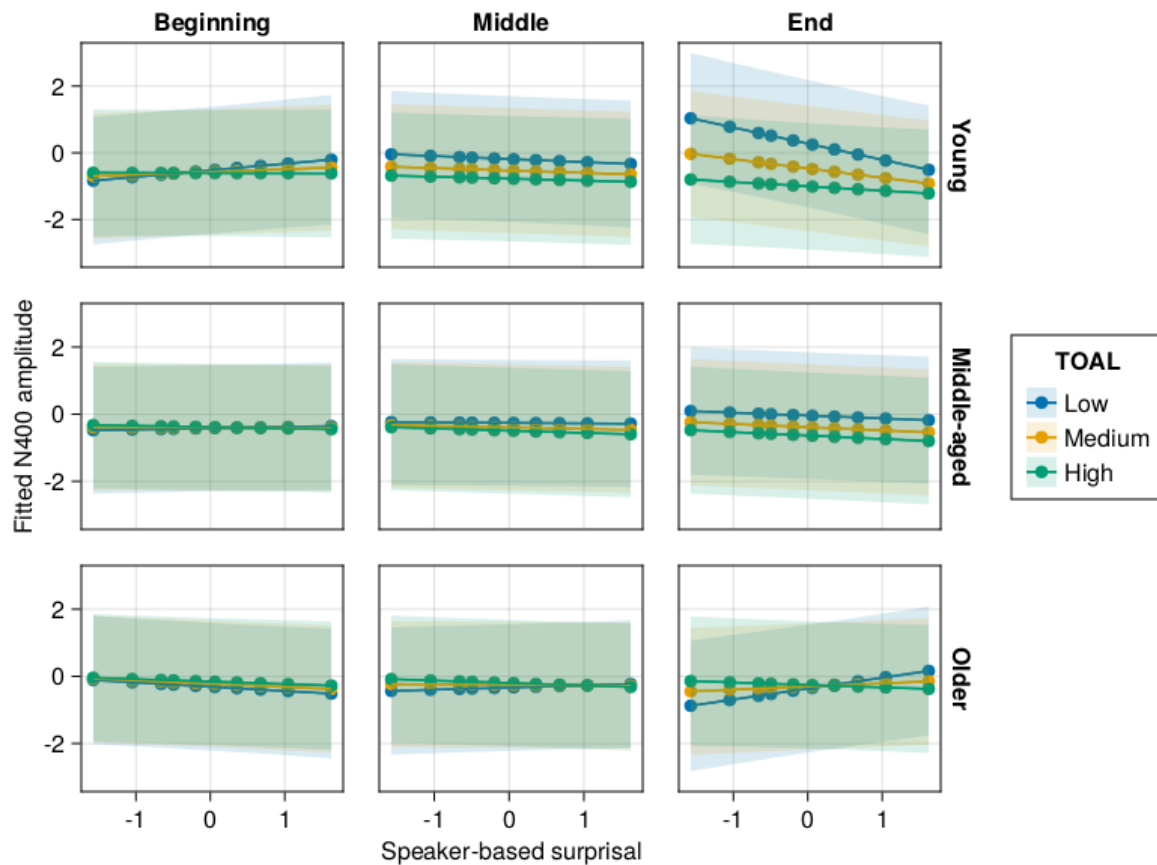 Beginning Middle End
2
0
-2
Young
2
0
-2
Middle-aged
2
0
-2
Older
-1 0 1 -1 0 1 -1 0 1
Speaker-based surprisal
Fitted N400 amplitude
TOAL
Low
Medium
High